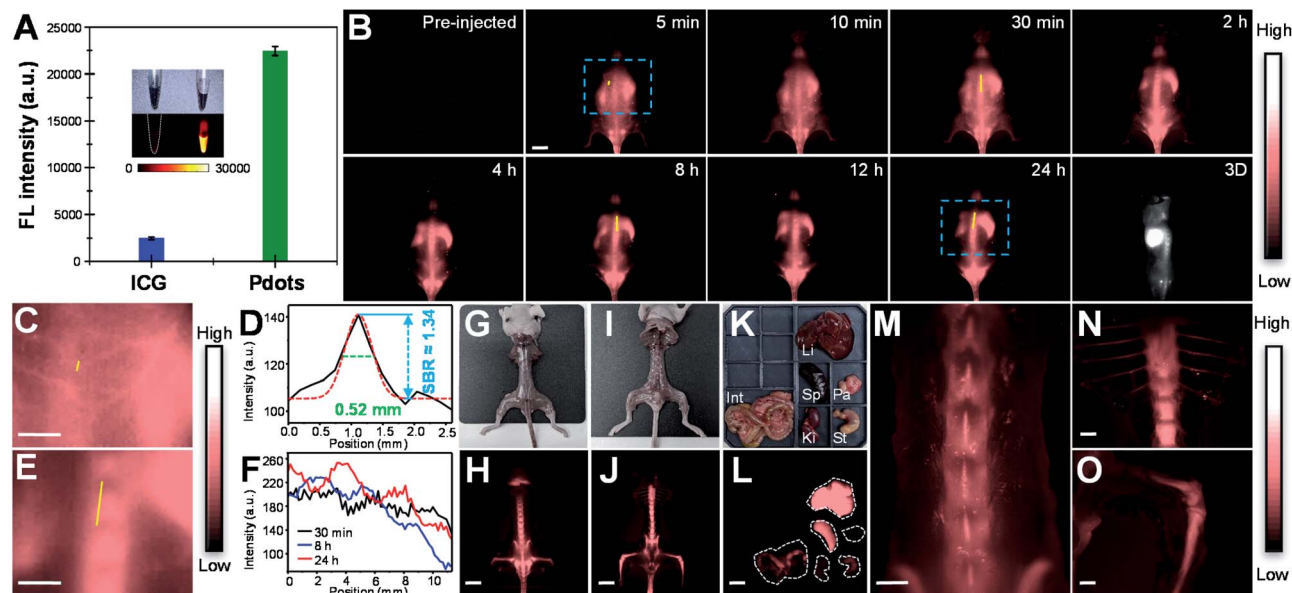 A
25000
20000
15000
10000
5000
0
FL intensity (a.u.)
0 30000
ICG Pdots
B
Pre-injected
5 min
10 min
30 min
2 h
4 h
8 h
12 h
24 h
3D
High
Low
C
E
High
Low
D
140
120
100
Intensity (a.u.)
SBR ≈ 1.34
0.52 mm
0.0 1.0 1.5 2.0 2.5
Position (mm)
F
260
220
180
140
100
Intensity (a.u.)
30 min
8 h
24 h
0 2 4 6 8 10
Position (mm)
G
H
I
J
K
Li
Sp
Pa
Int
Ki
St
L
M
N
O
High
Low